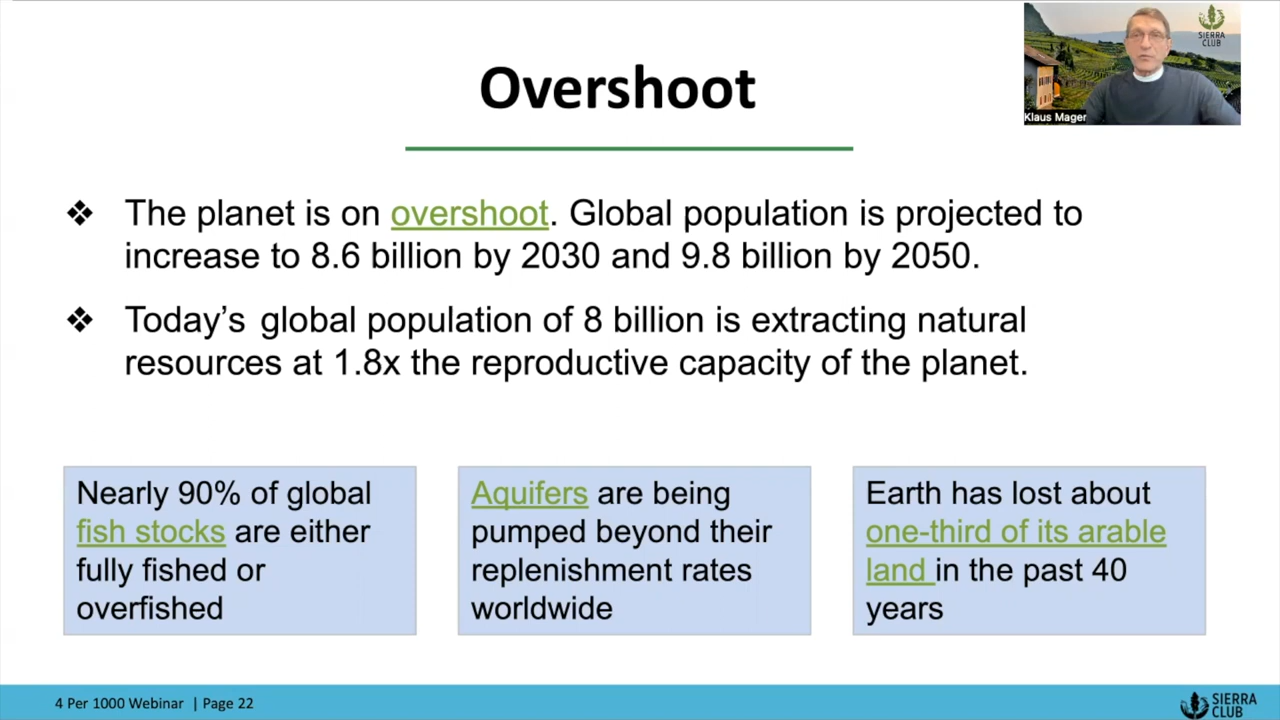 SIERRA
CLUB
Klaus Mager
Overshoot
❖ The planet is on overshoot. Global population is projected to
increase to 8.6 billion by 2030 and 9.8 billion by 2050.
❖ Today’s global population of 8 billion is extracting natural
resources at 1.8x the reproductive capacity of the planet.
Nearly 90% of global
fish stocks are either
fully fished or
overfished
Aquifers are being
pumped beyond their
replenishment rates
worldwide
Earth has lost about
one-third of its arable
land in the past 40
years
4 Per 1000 Webinar | Page 22
SIERRA
CLUB